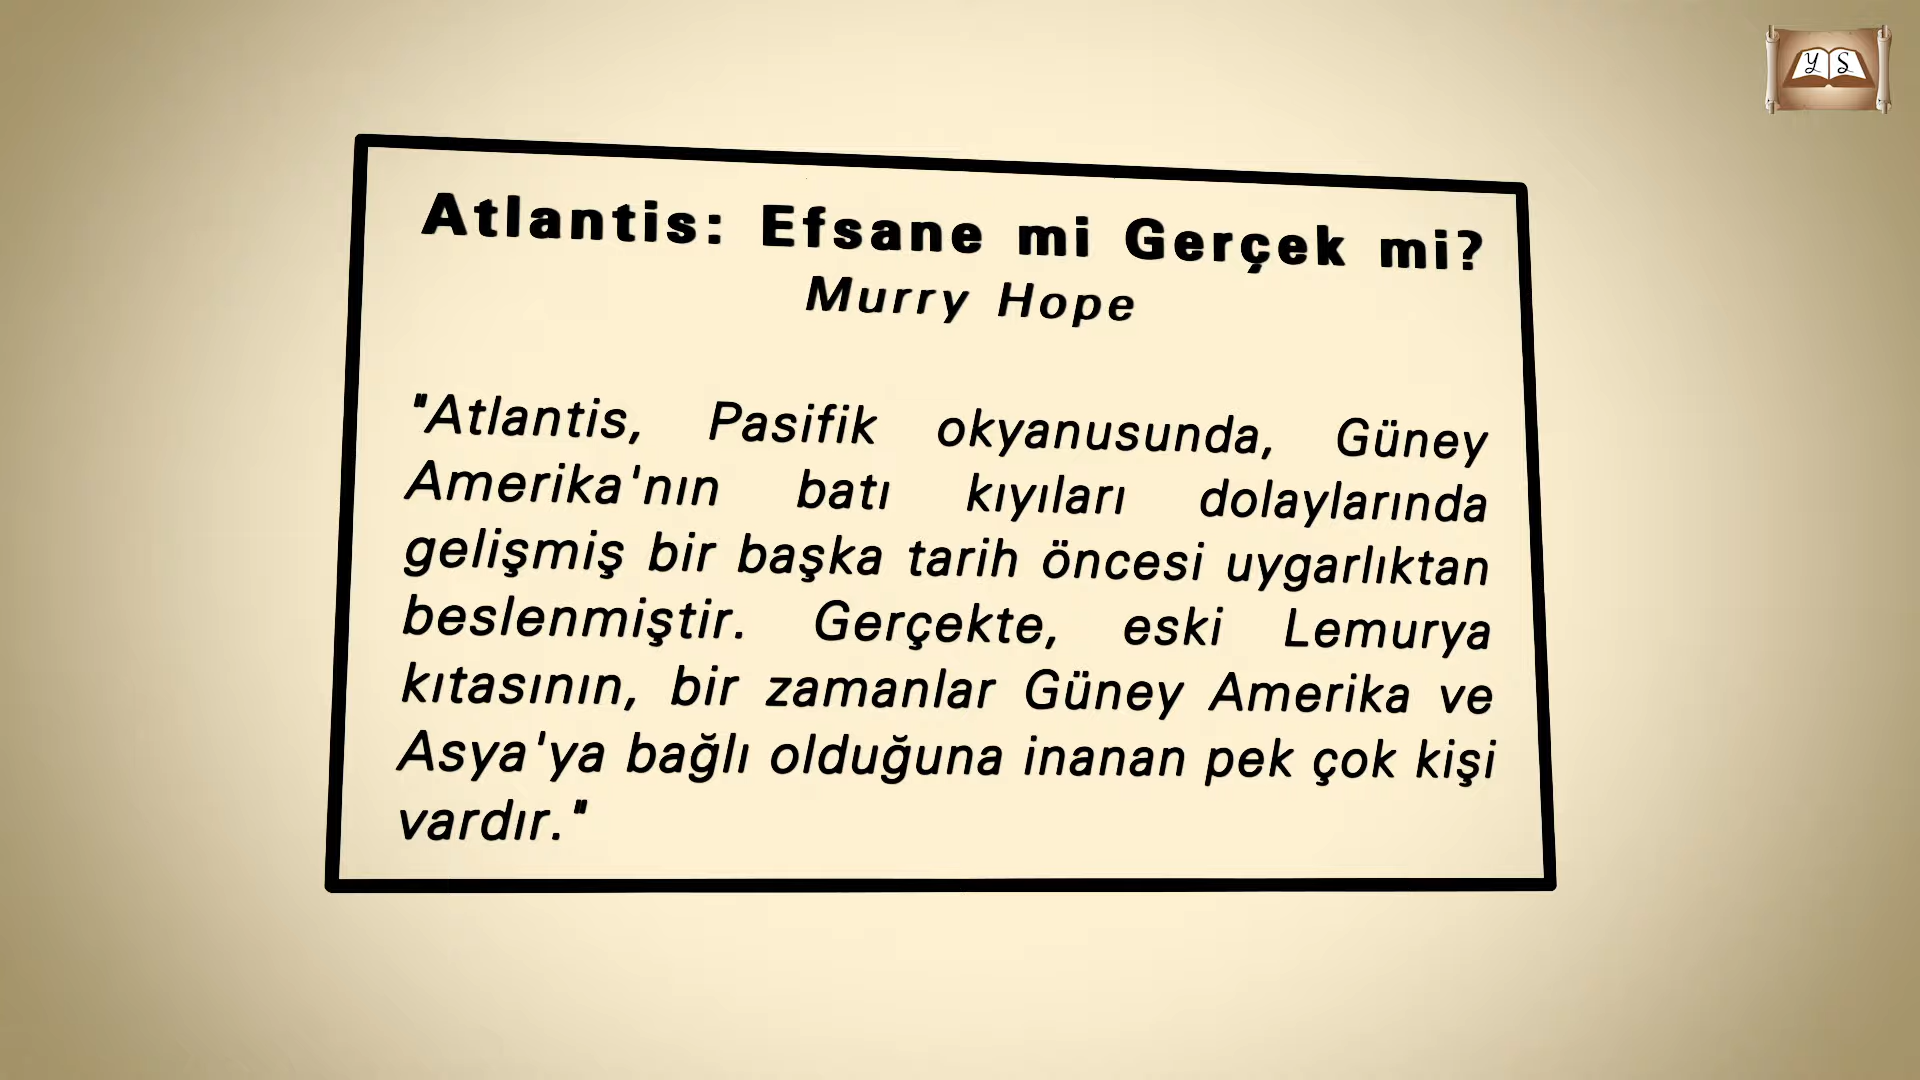 Y S
Atlantis: Efsane mi Gerçek mi?
Murry Hope
"Atlantis, Pasifik okyanusunda, Güney
Amerika'nın batı kıyıları dolaylarında
gelişmiş bir başka tarih öncesi uygarlıktan
beslenmiştir. Gerçekte, eski Lemurya
kıtasının, bir zamanlar Güney Amerika ve
Asya'ya bağlı olduğuna inanan pek çok kişi
vardır."